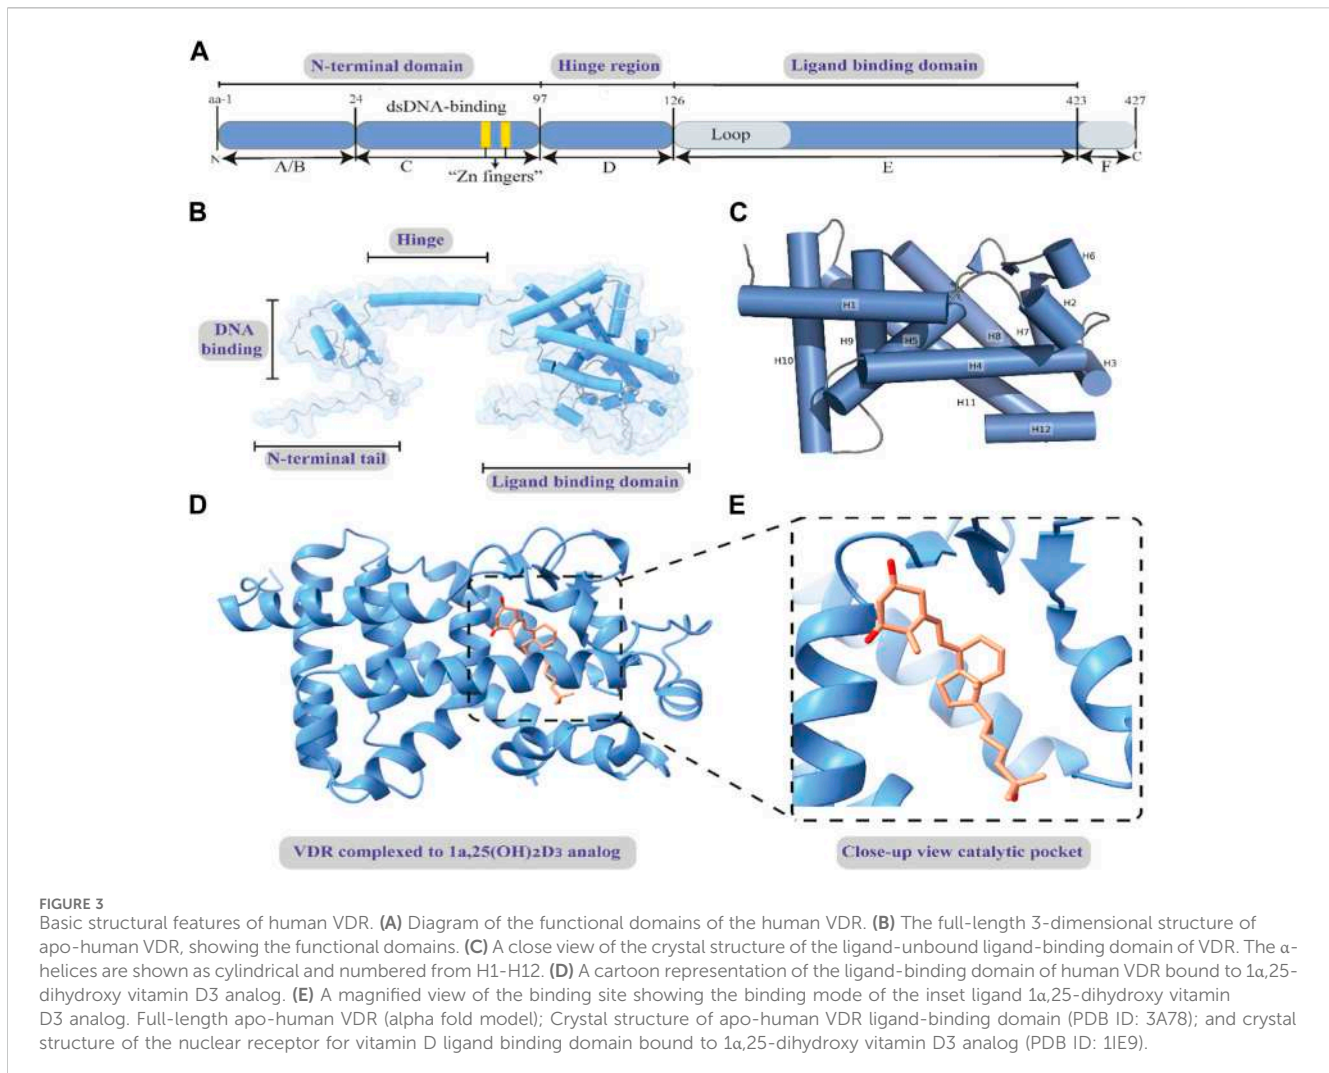 A
N-terminal domain
Hinge region
Ligand binding domain
aa-1
24
dsDNA-binding
97
126
423
427
Loop
N
A/B
C
"Zn fingers"
D
E
F
C
B
Hinge
DNA
binding
N-terminal tail
Ligand binding domain
C
H6
H1
H2
H7
H8
H9
H5
H10
H4
H3
H11
H12
D
E
VDR complexed to 1a,25(OH)2D3 analog
Close-up view catalytic pocket
FIGURE 3
Basic structural features of human VDR. (A) Diagram of the functional domains of the human VDR. (B) The full-length 3-dimensional structure of
apo-human VDR, showing the functional domains. (C) A close view of the crystal structure of the ligand-unbound ligand-binding domain of VDR. The α-
helices are shown as cylindrical and numbered from H1-H12. (D) A cartoon representation of the ligand-binding domain of human VDR bound to 1α,25-
dihydroxy vitamin D3 analog. (E) A magnified view of the binding site showing the binding mode of the inset ligand 1α,25-dihydroxy vitamin
D3 analog. Full-length apo-human VDR (alpha fold model); Crystal structure of apo-human VDR ligand-binding domain (PDB ID: 3A78); and crystal
structure of the nuclear receptor for vitamin D ligand binding domain bound to 1α,25-dihydroxy vitamin D3 analog (PDB ID: 1IE9).